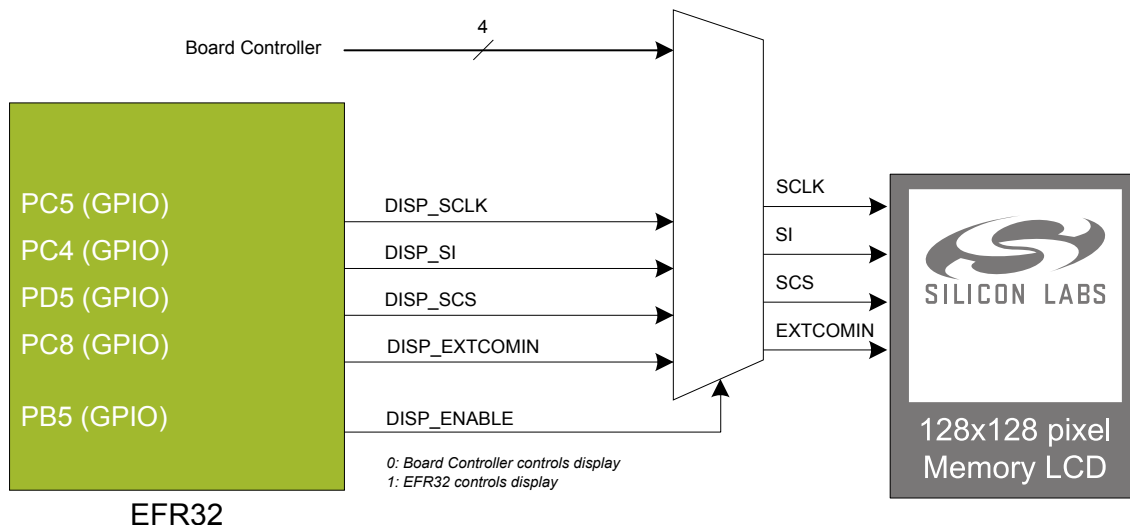 4
Board Controller
PC5 (GPIO)
PC4 (GPIO)
PD5 (GPIO)
PC8 (GPIO)
PB5 (GPIO)
EFR32
DISP_SCLK
DISP_SI
DISP_SCS
DISP_EXTCOMIN
DISP_ENABLE
0: Board Controller controls display
1: EFR32 controls display
SCLK
SI
SCS
EXTCOMIN
SILICON LABS
128x128 pixel
Memory LCD